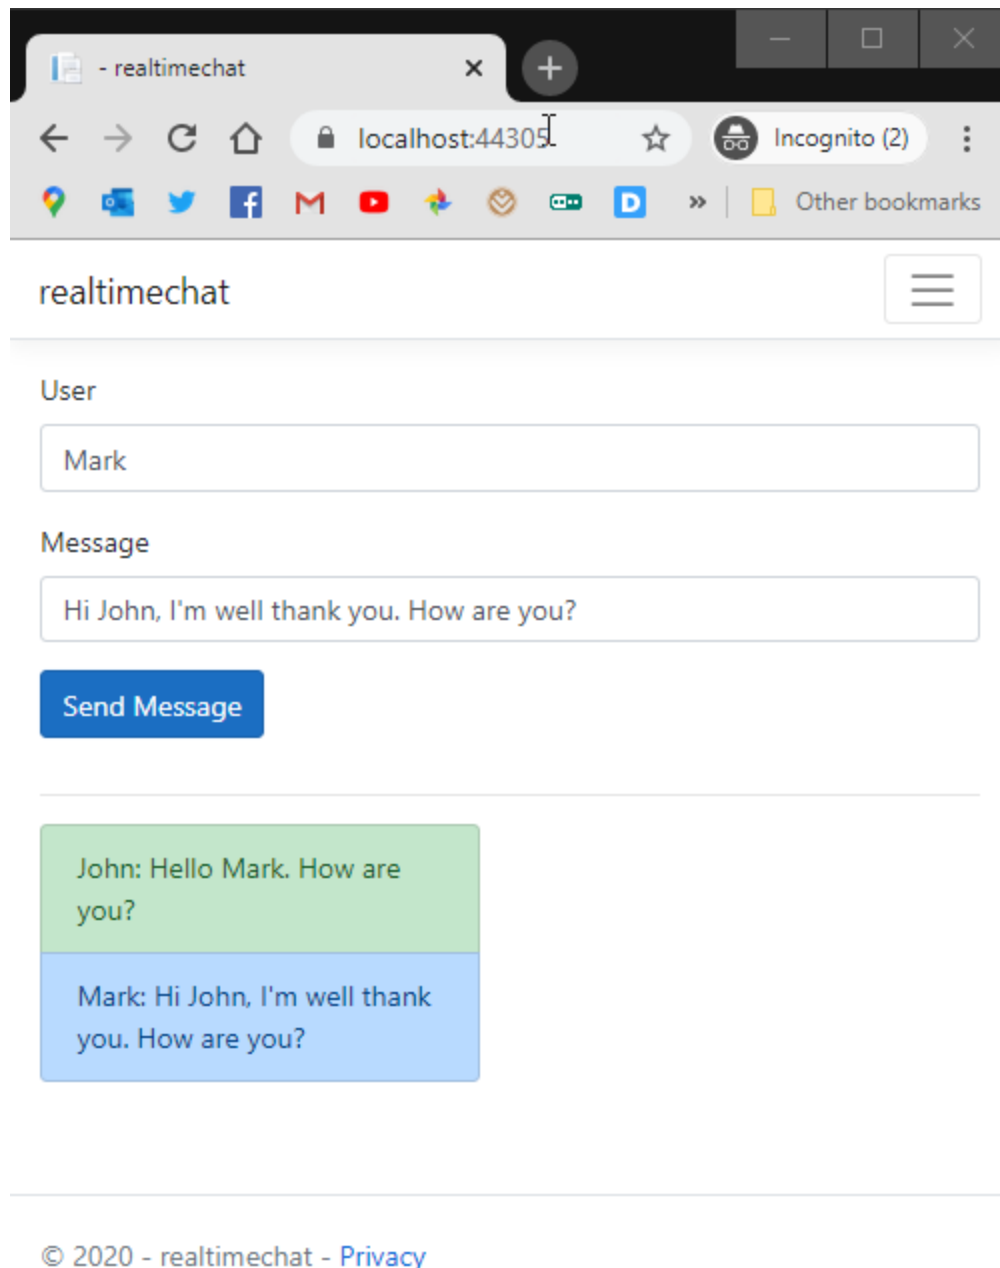 - realtimechat
localhost:44305
Incognito (2)
D
Other bookmarks
realtimechat
User
Mark
Message
Hi John, I'm well thank you. How are you?
Send Message
John: Hello Mark. How are
you?
Mark: Hi John, I'm well thank
you. How are you?
© 2020 - realtimechat - Privacy